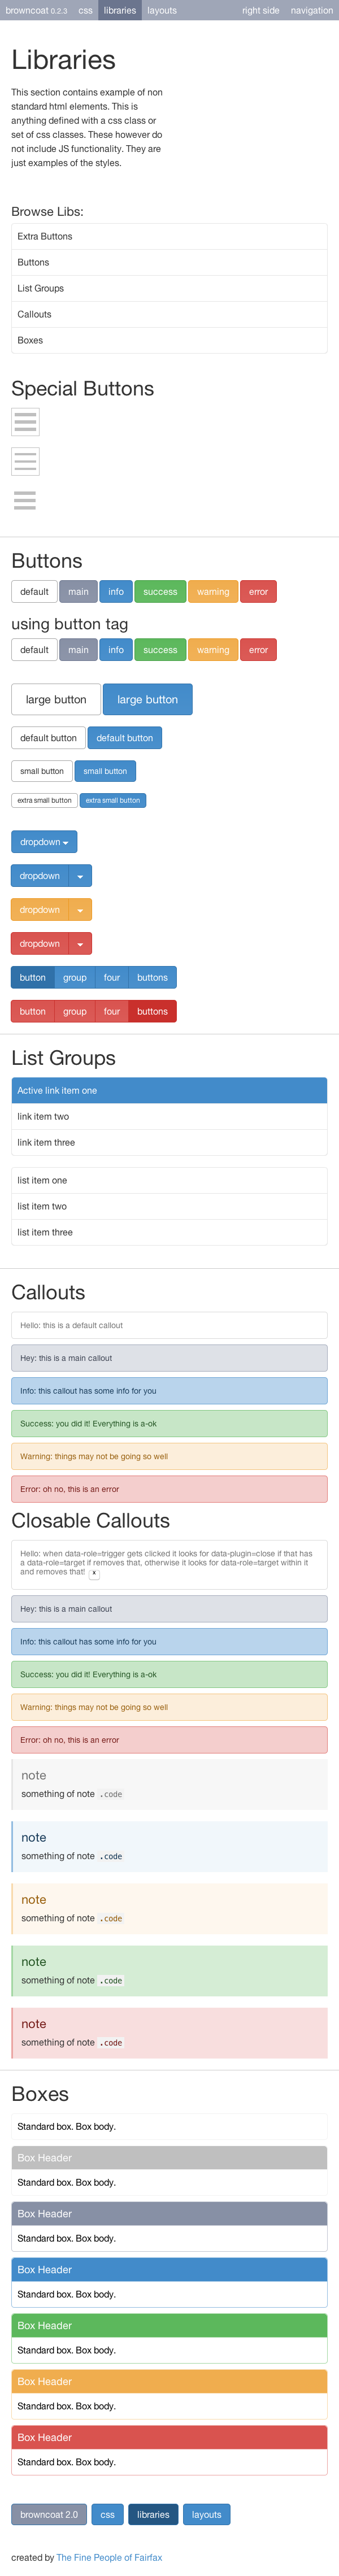 browncoat 0.2.3 css libraries layouts right side navigation
Libraries
This section contains example of non
standard html elements. This is
anything defined with a css class or
set of css classes. These however do
not include JS functionality. They are
just examples of the styles.
Browse Libs:
Extra Buttons
Buttons
List Groups
Callouts
Boxes
Special Buttons
Buttons
default main info success warning error
using button tag
default main info success warning error
large button large button
default button default button
small button small button
extra small button extra small button
dropdown
dropdown
dropdown
dropdown
button group four buttons
button group four buttons
List Groups
Active link item one
link item two
link item three
list item one
list item two
list item three
Callouts
Hello: this is a default callout
Hey: this is a main callout
Info: this callout has some info for you
Success: you did it! Everything is a-ok
Warning: things may not be going so well
Error: oh no, this is an error
Closable Callouts
Hello: when data-role=trigger gets clicked it looks for data-plugin=close if that has
a data-role=target if removes that, otherwise it looks for data-role=target within it
and removes that! x
Hey: this is a main callout
Info: this callout has some info for you
Success: you did it! Everything is a-ok
Warning: things may not be going so well
Error: oh no, this is an error
note
something of note .code
note
something of note .code
note
something of note .code
note
something of note .code
note
something of note .code
Boxes
Standard box. Box body.
Box Header
Standard box. Box body.
Box Header
Standard box. Box body.
Box Header
Standard box. Box body.
Box Header
Standard box. Box body.
Box Header
Standard box. Box body.
Box Header
Standard box. Box body.
browncoat 2.0 css libraries layouts
created by The Fine People of Fairfax